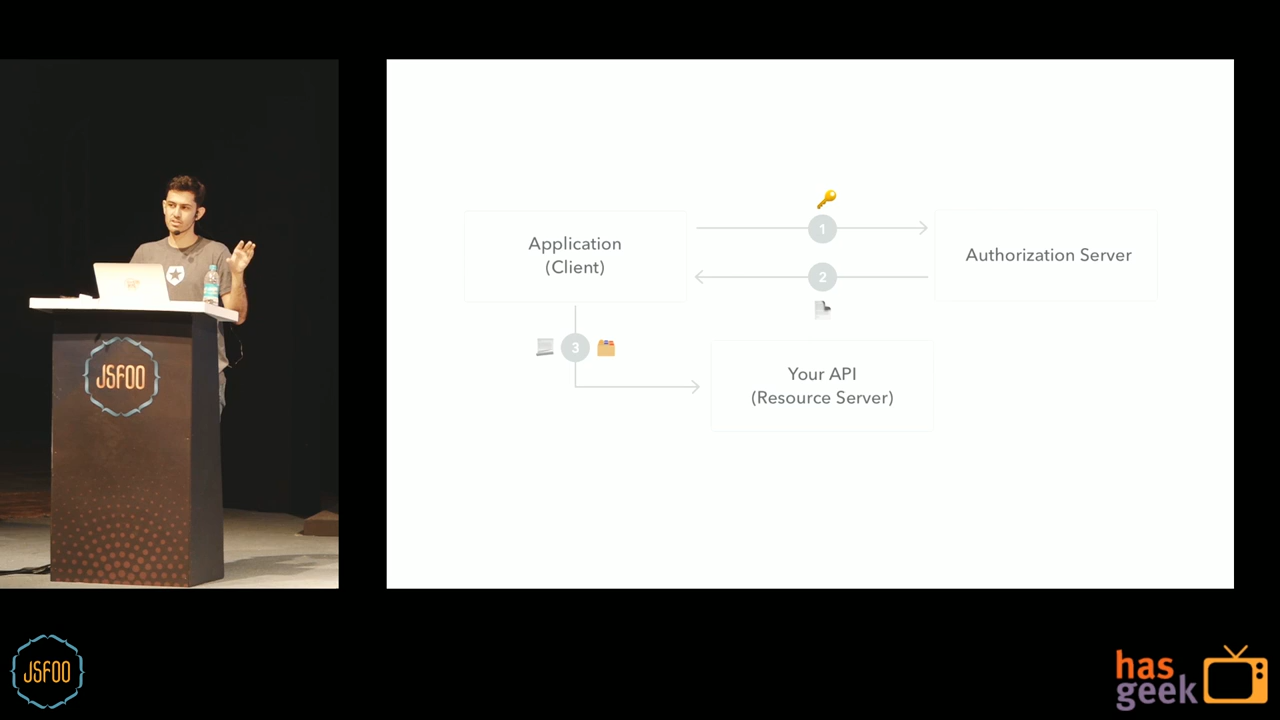 JSFOO
Application
(Client)
1
2
Authorization Server
3
Your API
(Resource Server)
JSFOO
has
geek